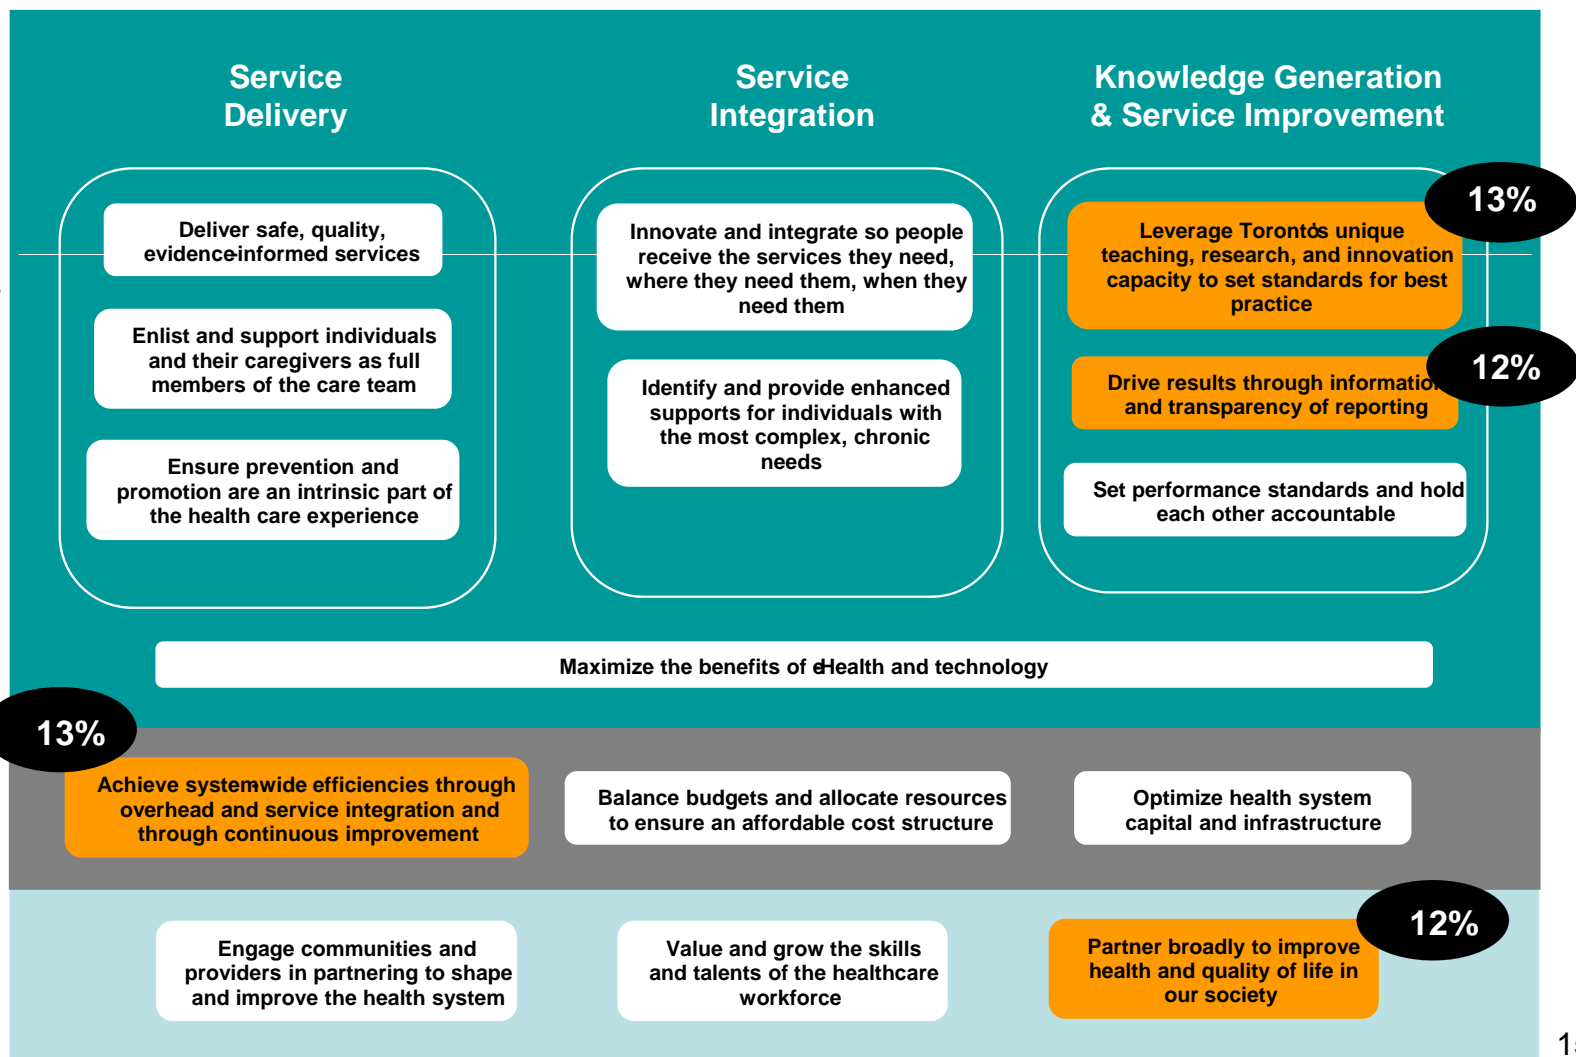 Service
Delivery
Service
Integration
Knowledge Generation
& Service Improvement
Deliver safe, quality,
evidence-informed services
Enlist and support individuals
and their caregivers as full
members of the care team
Ensure prevention and
promotion are an intrinsic part of
the health care experience
Innovate and integrate so people
receive the services they need,
where they need them, when they
need them
Identify and provide enhanced
supports for individuals with
the most complex, chronic
needs
13%
Leverage Toronto's unique
teaching, research, and innovation
capacity to set standards for best
practice
12%
Drive results through information
and transparency of reporting
Set performance standards and hold
each other accountable
Maximize the benefits of eHealth and technology
13%
Achieve system-wide efficiencies through
overhead and service integration and
through continuous improvement
Balance budgets and allocate resources
to ensure an affordable cost structure
Optimize health system
capital and infrastructure
Engage communities and
providers in partnering to shape
and improve the health system
Value and grow the skills
and talents of the healthcare
workforce
12%
Partner broadly to improve
health and quality of life in
our society